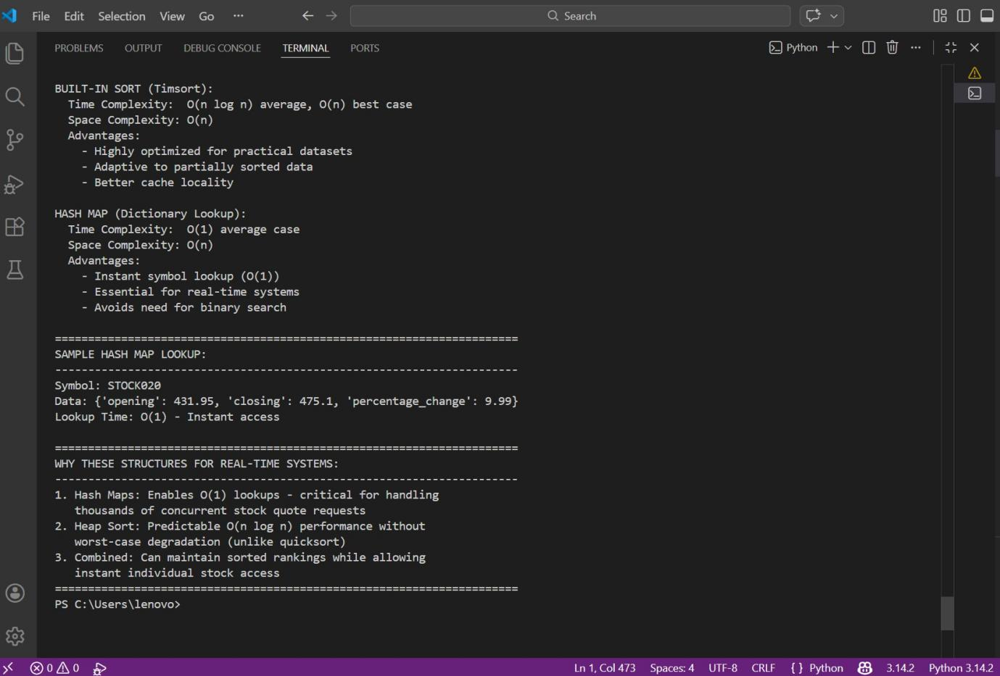 File Edit Selection View Go ··· Search
PROBLEMS OUTPUT DEBUG CONSOLE TERMINAL PORTS Python
BUILT-IN SORT (Timsort):
  Time Complexity:  O(n log n) average, O(n) best case
  Space Complexity: O(n)
  Advantages:
    - Highly optimized for practical datasets
    - Adaptive to partially sorted data
    - Better cache locality

HASH MAP (Dictionary Lookup):
  Time Complexity:  O(1) average case
  Space Complexity: O(n)
  Advantages:
    - Instant symbol lookup (O(1))
    - Essential for real-time systems
    - Avoids need for binary search

======================================================================
SAMPLE HASH MAP LOOKUP:
----------------------------------------------------------------------
Symbol: STOCK020
Data: {'opening': 431.95, 'closing': 475.1, 'percentage_change': 9.99}
Lookup Time: O(1) - Instant access

======================================================================
WHY THESE STRUCTURES FOR REAL-TIME SYSTEMS:
----------------------------------------------------------------------
1. Hash Maps: Enables O(1) lookups - critical for handling
   thousands of concurrent stock quote requests
2. Heap Sort: Predictable O(n log n) performance without
   worst-case degradation (unlike quicksort)
3. Combined: Can maintain sorted rankings while allowing
   instant individual stock access
======================================================================
PS C:\Users\lenovo>
0 0 Ln 1, Col 473 Spaces: 4 UTF-8 CRLF { } Python 3.14.2 Python 3.14.2